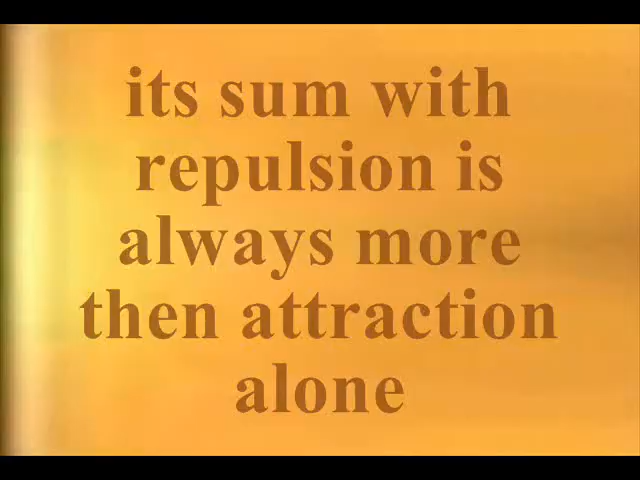 its sum with
repulsion is
always more
then attraction
alone